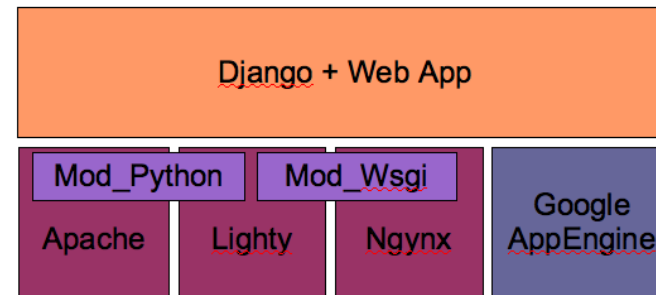 Django + Web App
Mod_Python
Mod_Wsgi
Apache
Lighty
Ngynx
Google
AppEngine